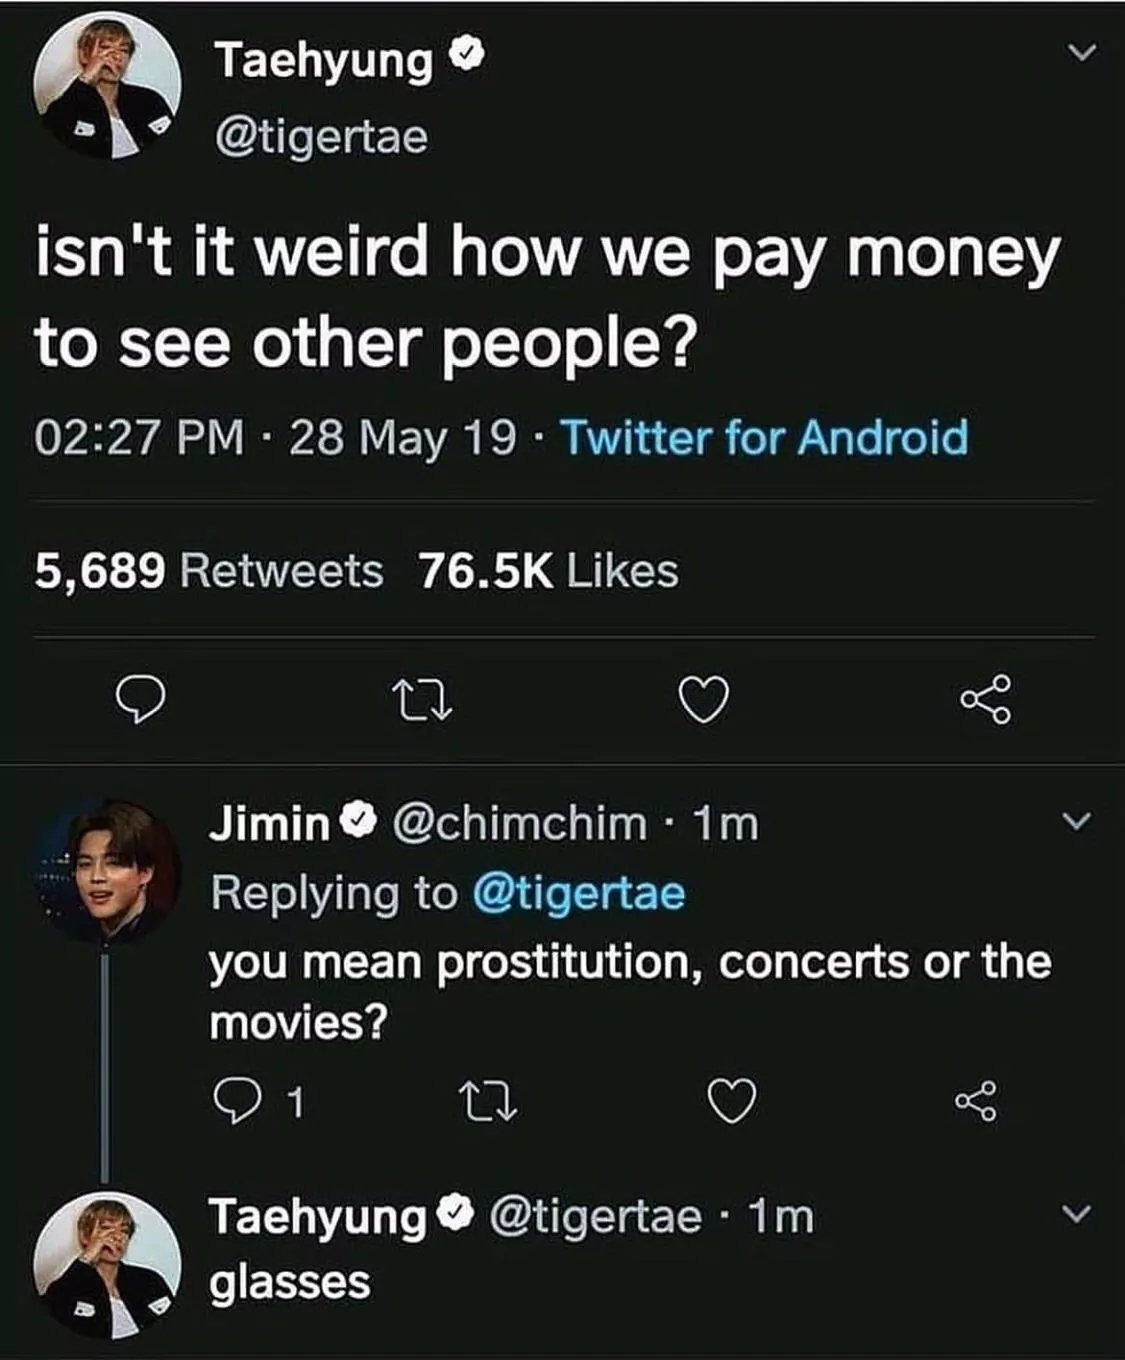 Taehyung
@tigertae
isn't it weird how we pay money
to see other people?
02:27 PM · 28 May 19 · Twitter for Android
5,689 Retweets 76.5K Likes
Jimin @chimchim · 1m
Replying to @tigertae
you mean prostitution, concerts or the
movies?
1
Taehyung @tigertae · 1m
glasses